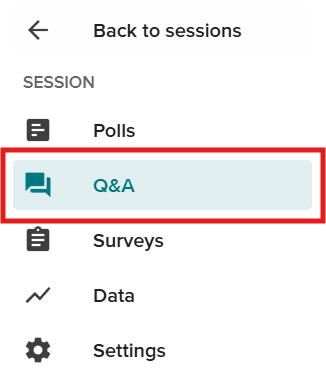 Back to sessions
SESSION
Polls
Q&A
Surveys
Data
Settings